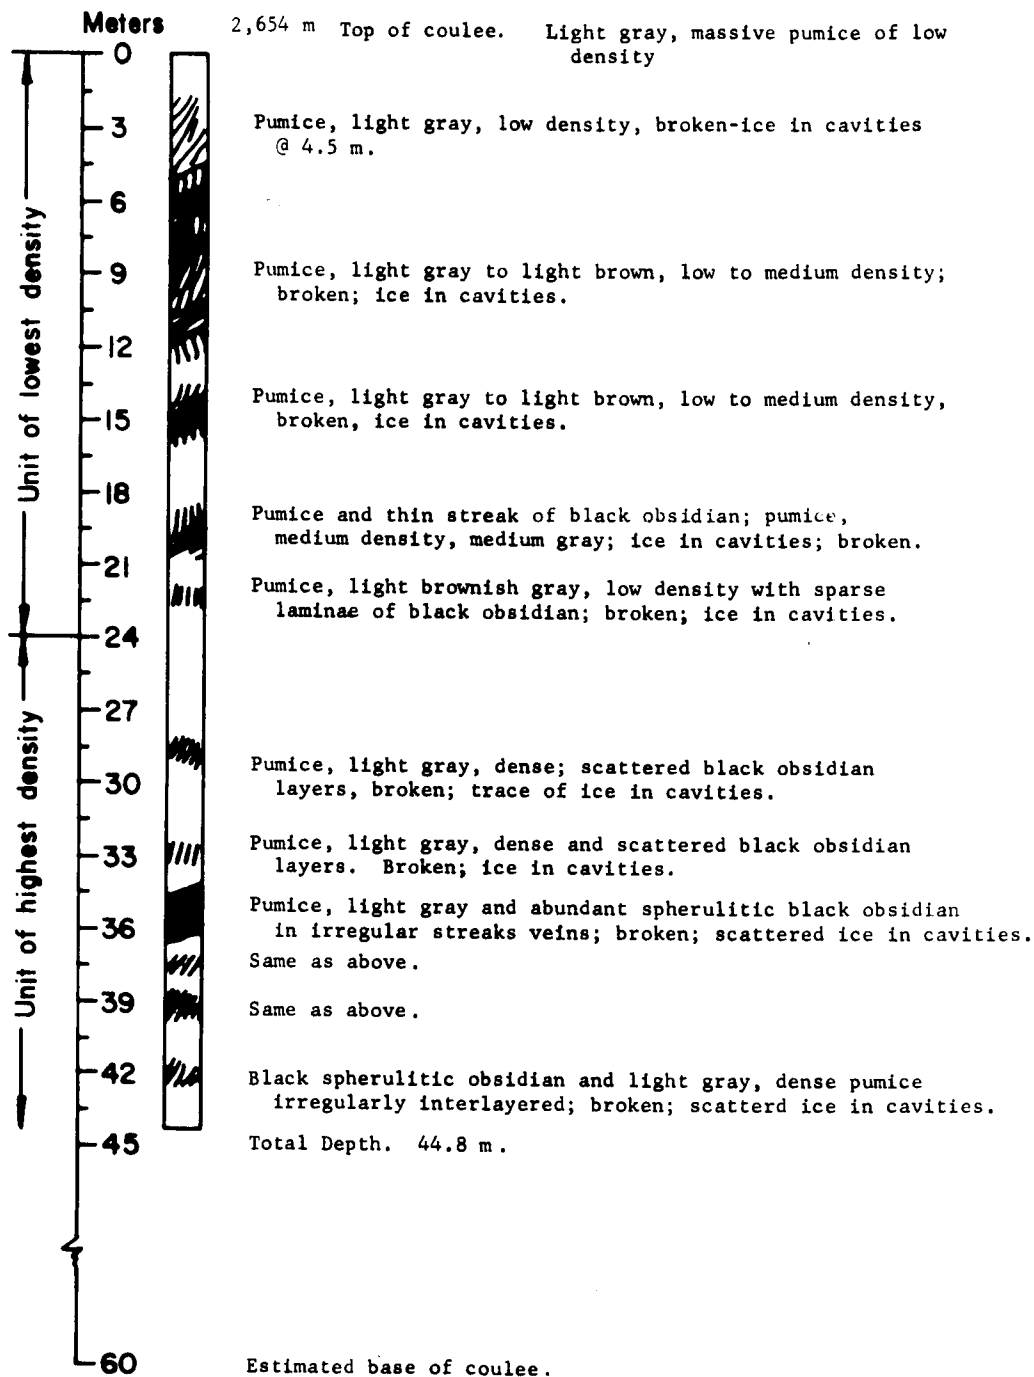 Meters
2,654 m Top of coulee. Light gray, massive pumice of low
density
0
3
Pumice, light gray, low density, broken-ice in cavities
@ 4.5 m.
6
9
Pumice, light gray to light brown, low to medium density;
broken; ice in cavities.
12
Pumice, light gray to light brown, low to medium density,
broken, ice in cavities.
15
18
Pumice and thin streak of black obsidian; pumice,
medium density, medium gray; ice in cavities; broken.
21
Pumice, light brownish gray, low density with sparse
laminae of black obsidian; broken; ice in cavities.
24
Unit of lowest density
27
Pumice, light gray, dense; scattered black obsidian
layers, broken; trace of ice in cavities.
30
Pumice, light gray, dense and scattered black obsidian
layers. Broken; ice in cavities.
33
Pumice, light gray and abundant spherulitic black obsidian
in irregular streaks veins; broken; scattered ice in cavities.
36
Same as above.
39
Same as above.
42
Black spherulitic obsidian and light gray, dense pumice
irregularly interlayered; broken; scatterd ice in cavities.
Unit of highest density
45
Total Depth. 44.8 m.
60
Estimated base of coulee.